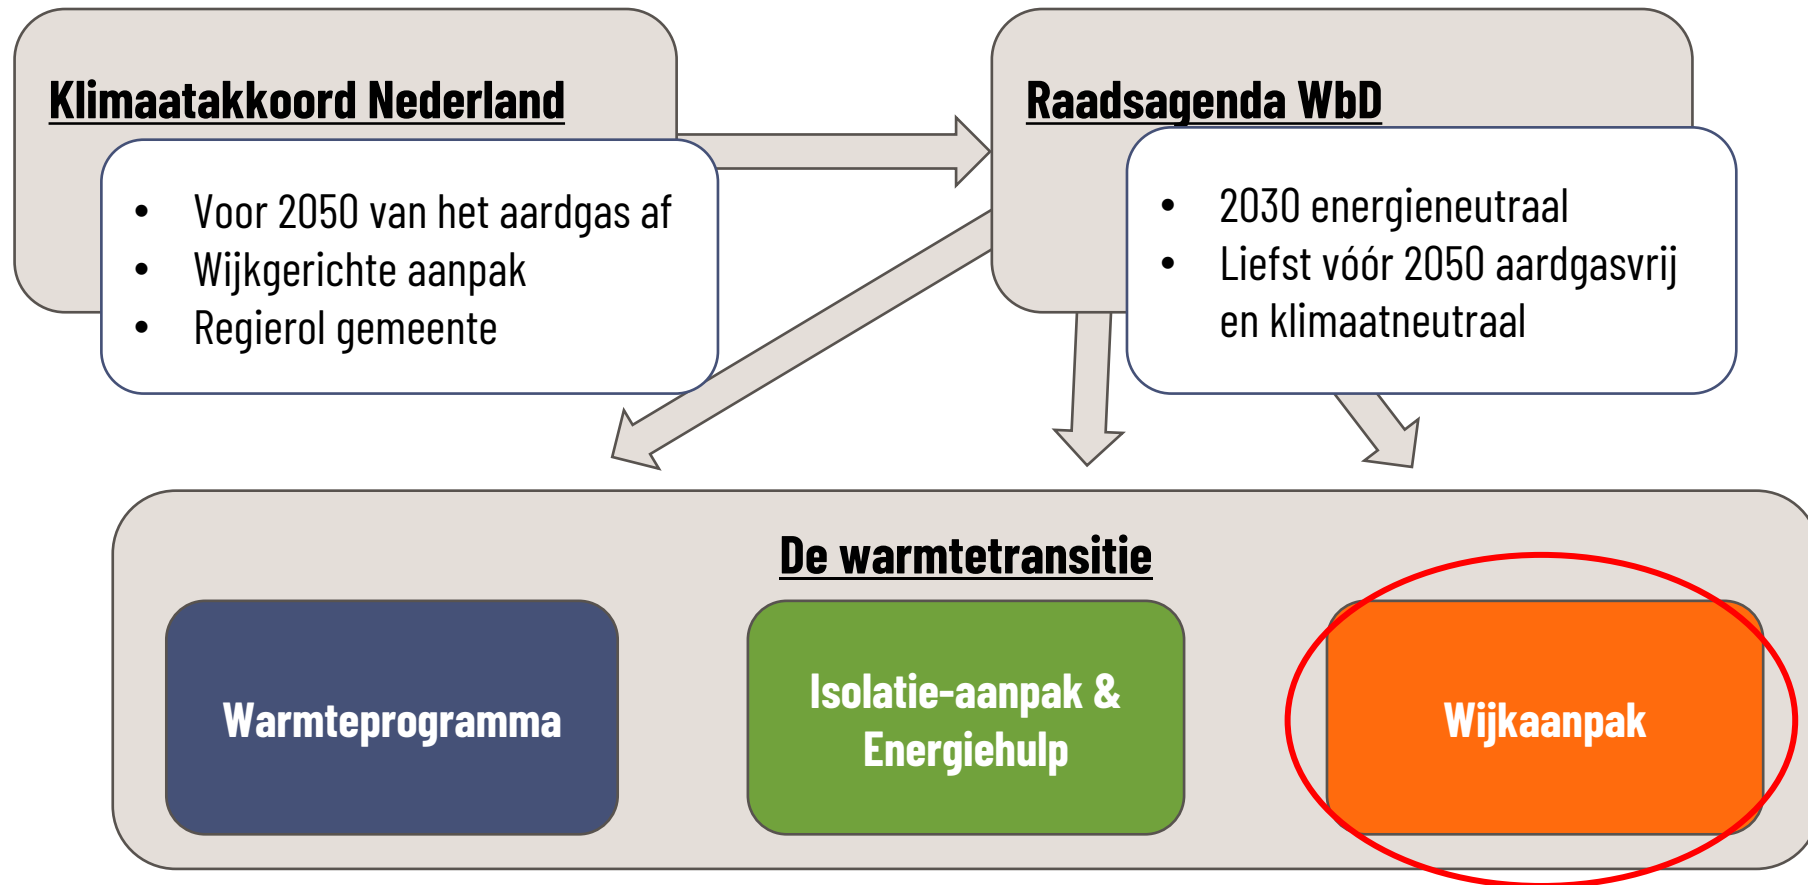 Klimaatakkoord Nederland
• Voor 2050 van het aardgas af
• Wijkgerichte aanpak
• Regierol gemeente
Raadsagenda WbD
• 2030 energieneutraal
• Liefst vóór 2050 aardgasvrij
en klimaatneutraal
De warmtetransitie
Warmteprogramma
Isolatie-aanpak &
Energiehulp
Wijkaanpak